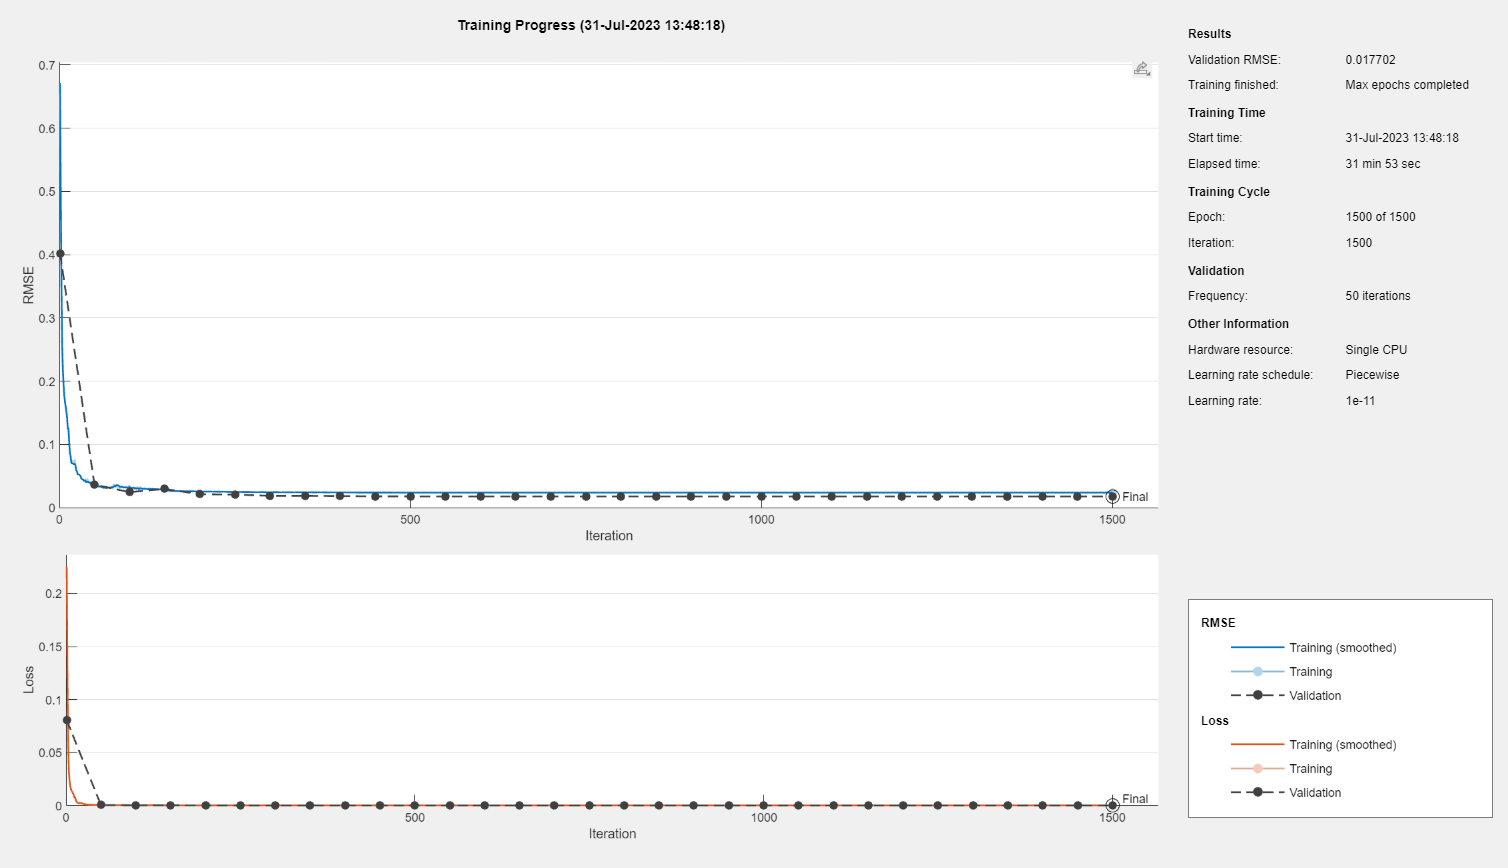 Training Progress (31-Jul-2023 13:48:18)
0.7
0.6
0.5
0.4
0.3
0.2
0.1
0
RMSE
0
500
1000
1500
Iteration
Final
0.2
0.15
0.1
0.05
0
Loss
0
500
1000
1500
Iteration
Final
Results
Validation RMSE: 0.017702
Training finished: Max epochs completed
Training Time
Start time: 31-Jul-2023 13:48:18
Elapsed time: 31 min 53 sec
Training Cycle
Epoch: 1500 of 1500
Iteration: 1500
Validation
Frequency: 50 iterations
Other Information
Hardware resource: Single CPU
Learning rate schedule: Piecewise
Learning rate: 1e-11
RMSE
Training (smoothed)
Training
Validation
Loss
Training (smoothed)
Training
Validation